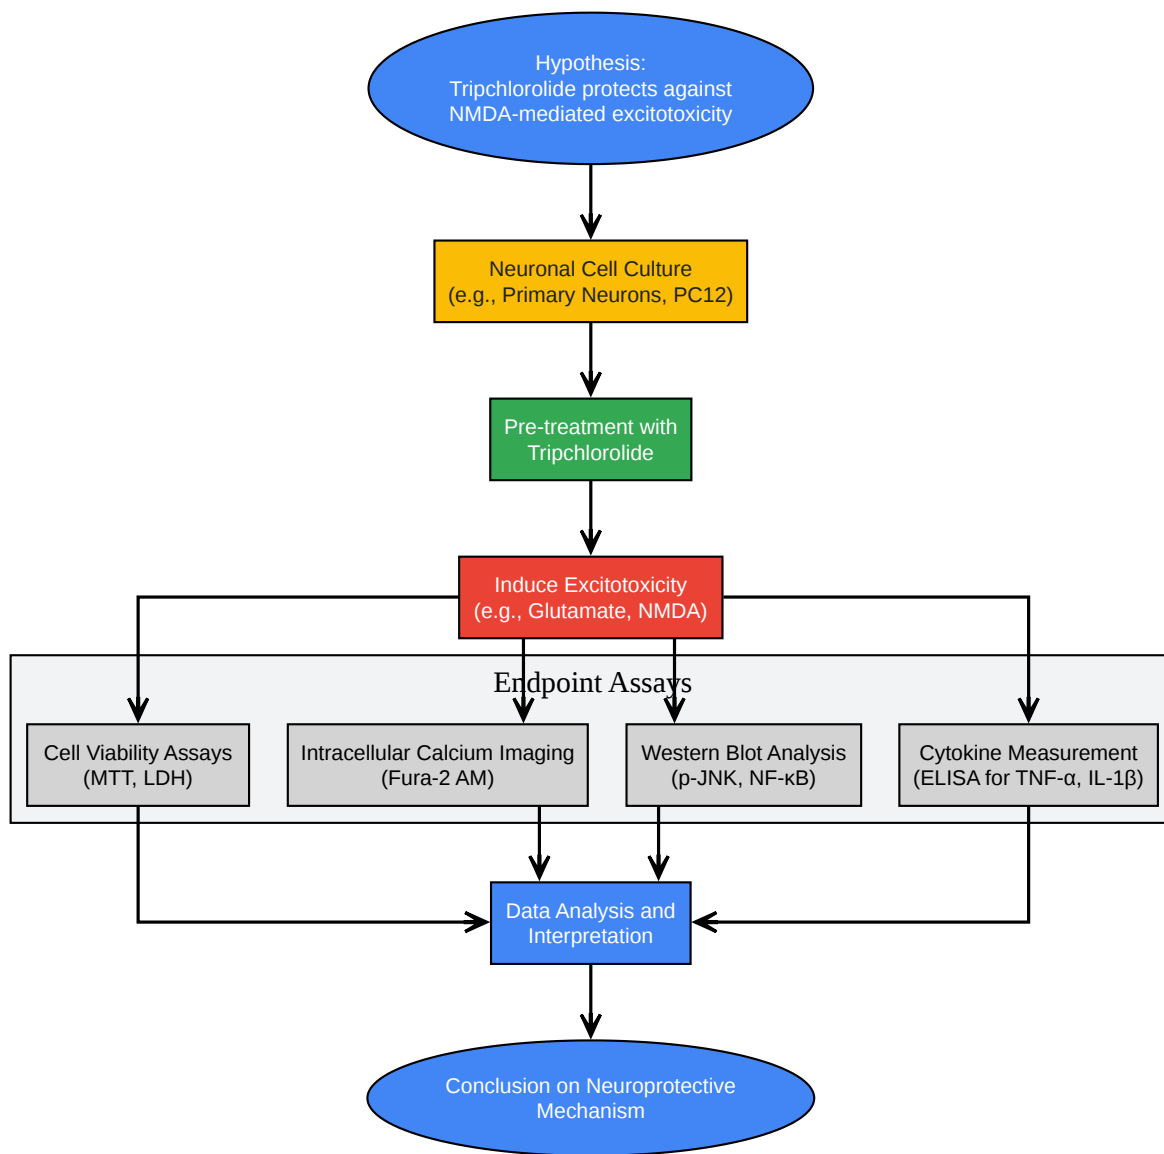 Hypothesis:
Tripchlorolide protects against
NMDA-mediated excitotoxicity
Neuronal Cell Culture
(e.g., Primary Neurons, PC12)
Pre-treatment with
Tripchlorolide
Induce Excitotoxicity
(e.g., Glutamate, NMDA)
Endpoint Assays
Cell Viability Assays
(MTT, LDH)
Intracellular Calcium Imaging
(Fura-2 AM)
Western Blot Analysis
(p-JNK, NF-κB)
Cytokine Measurement
(ELISA for TNF-α, IL-1β)
Data Analysis and
Interpretation
Conclusion on Neuroprotective
Mechanism